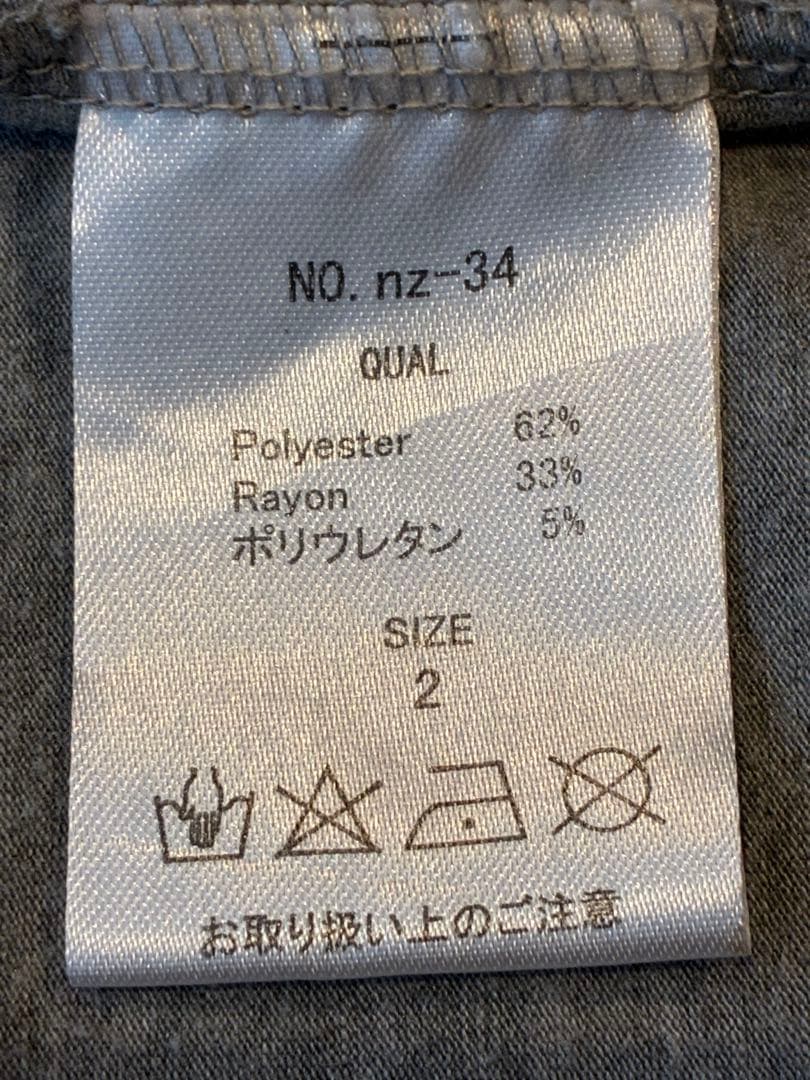 NO. nz-34
QUAL
Polyester 62%
Rayon 33%
ポリウレタン 5%
SIZE
2
お取り扱い上のご注意